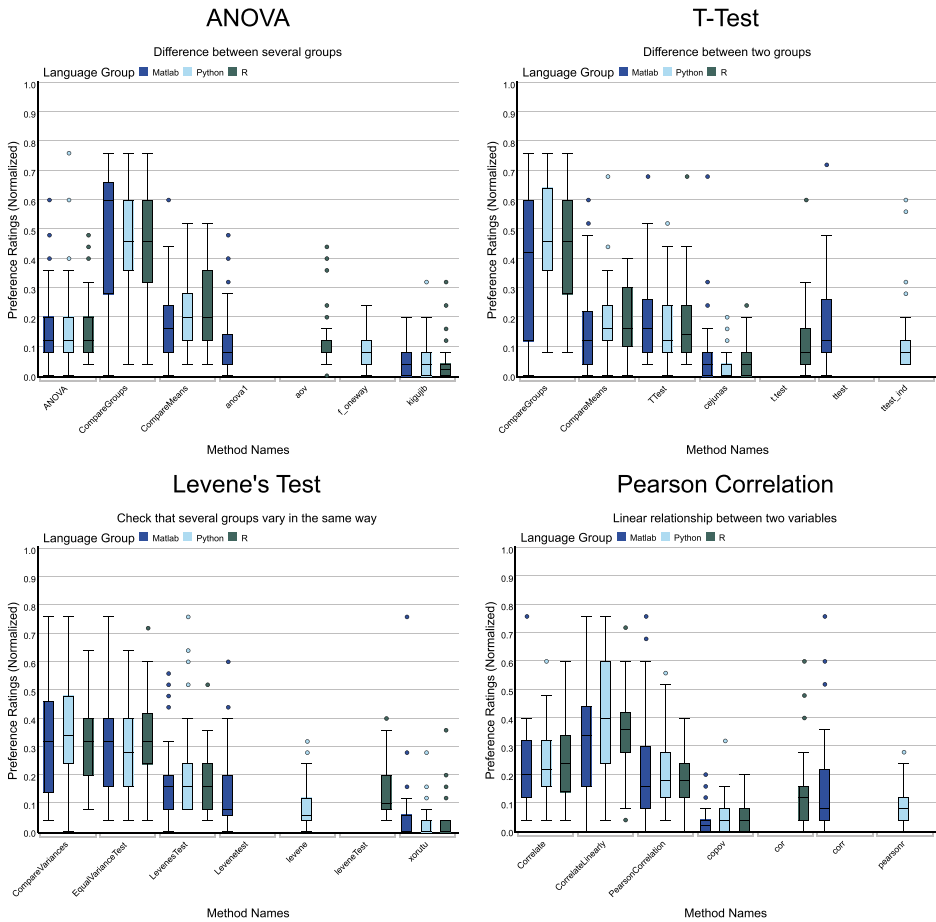 ANOVA
Difference between several groups
Language Group Matlab Python R
Preference Ratings (Normalized)
1.0
0.9
0.8
0.7
0.6
0.5
0.4
0.3
0.2
0.1
0.0
ANOVA
CompareGroups
CompareMeans
anova1
aov
f_oneway
kigujib
Method Names
T-Test
Difference between two groups
Language Group Matlab Python R
Preference Ratings (Normalized)
1.0
0.9
0.8
0.7
0.6
0.5
0.4
0.3
0.2
0.1
0.0
CompareGroups
CompareMeans
TTest
cejunas
t.test
ttest
ttest_ind
Method Names
Levene's Test
Check that several groups vary in the same way
Language Group Matlab Python R
Preference Ratings (Normalized)
1.0
0.9
0.8
0.7
0.6
0.5
0.4
0.3
0.2
0.1
0.0
CompareVariances
EqualVarianceTest
LevenesTest
Levenetest
levene
leveneTest
xorutu
Method Names
Pearson Correlation
Linear relationship between two variables
Language Group Matlab Python R
Preference Ratings (Normalized)
1.0
0.9
0.8
0.7
0.6
0.5
0.4
0.3
0.2
0.1
0.0
Correlate
CorrelateLinearly
PearsonCorrelation
copov
cor
corr
pearsonr
Method Names